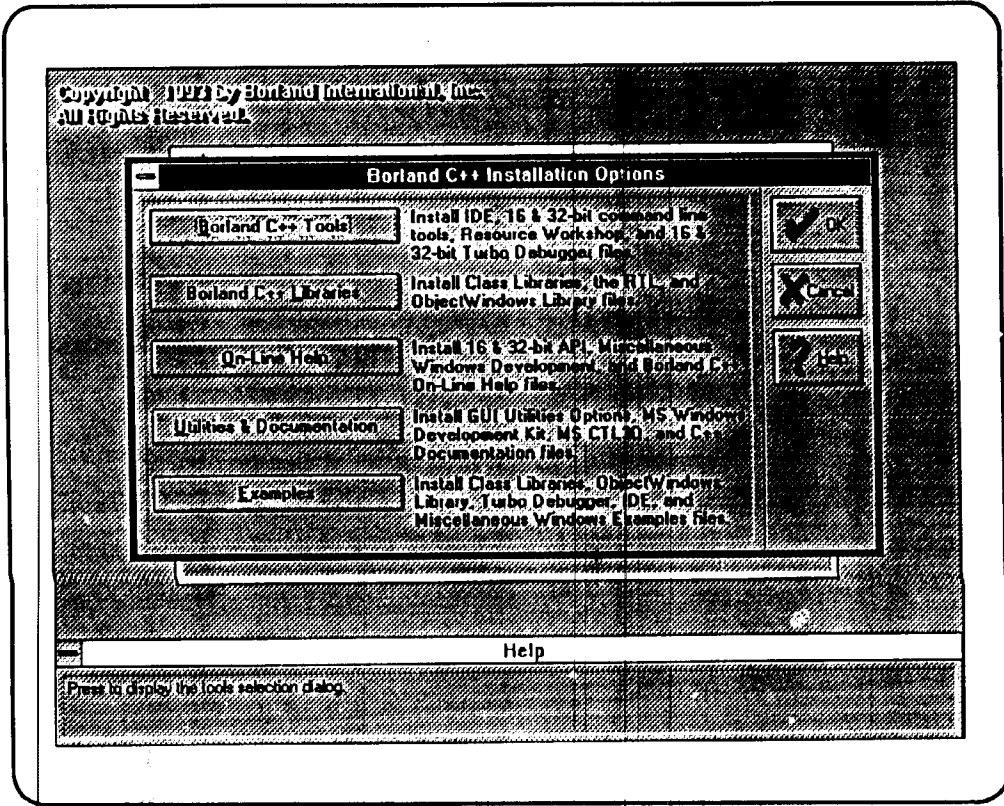 Copyright 1993 by Borland International, Inc.
All Rights Reserved.
Borland C++ Installation Options
Borland C++ Tools
Install IDE, 16 & 32-bit command line
tools, Resource Workshop, and 16 &
32-bit Turbo Debugger files.
Borland C++ Libraries
Install Class Libraries, the RTL, and
ObjectWindows Library files.
On-Line Help
Install 16 & 32-bit API, Miscellaneous
Windows Development, and Borland C++
On-Line Help files.
Utilities & Documentation
Install GUI Utilities Options, MS Windows
Development Kit, MS CTL3D, and C++
Documentation files.
Examples
Install Class Libraries, ObjectWindows
Library, Turbo Debugger, IDE, and
Miscellaneous Windows Examples files.
OK
Cancel
Help
Help
Press to display the tools selection dialog.